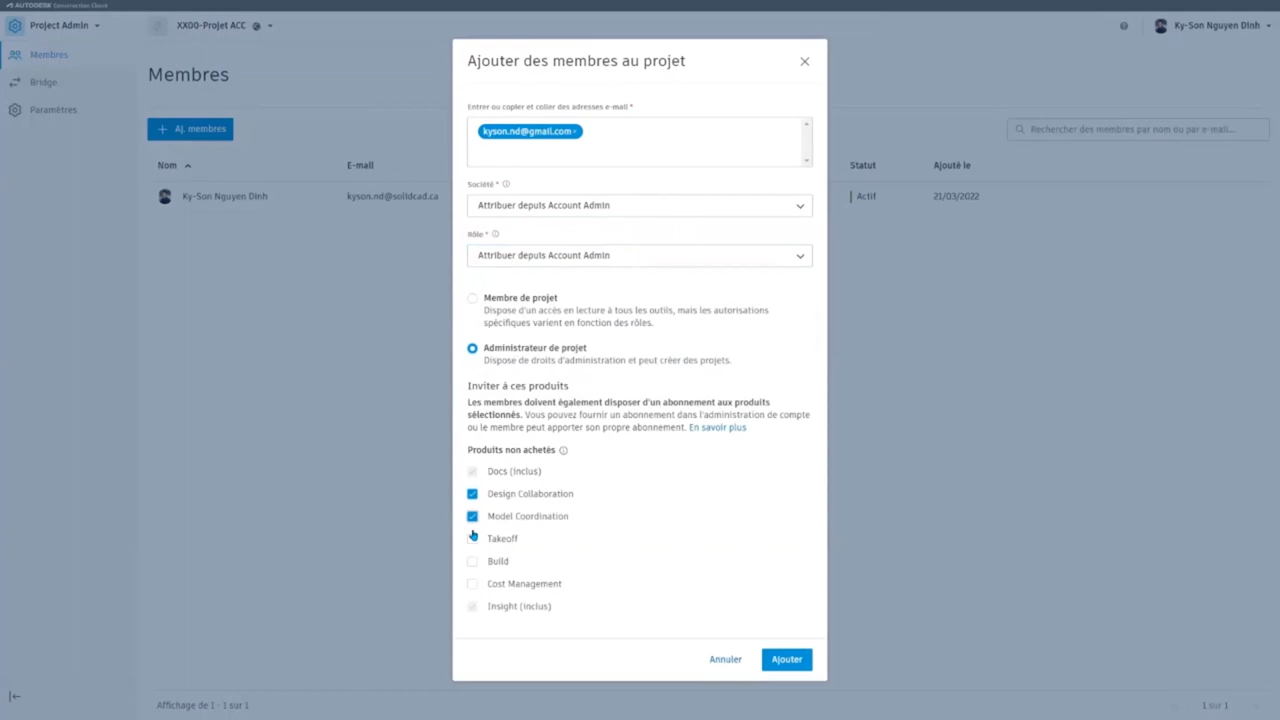 AUTODESK Construction Cloud
Project Admin
XX00-Projet ACC
Ky-Son Nguyen Dinh
Membres
Bridge
Paramètres
Membres
Aj. membres
Rechercher des membres par nom ou par e-mail...
Nom
E-mail
Statut
Ajouté le
Ky-Son Nguyen Dinh
kyson.nd@solidcad.ca
Actif
21/03/2022
Ajouter des membres au projet
Entrer ou copier et coller des adresses e-mail *
kyson.nd@gmail.com
Société *
Attribuer depuis Account Admin
Rôle *
Attribuer depuis Account Admin
Membre de projet
Dispose d'un accès en lecture à tous les outils, mais les autorisations
spécifiques varient en fonction des rôles.
Administrateur de projet
Dispose de droits d'administration et peut créer des projets.
Inviter à ces produits
Les membres doivent également disposer d'un abonnement aux produits
sélectionnés. Vous pouvez fournir un abonnement dans l'administration de compte
ou le membre peut apporter son propre abonnement. En savoir plus
Produits non achetés
Docs (inclus)
Design Collaboration
Model Coordination
Takeoff
Build
Cost Management
Insight (inclus)
Annuler
Ajouter
Affichage de 1 - 1 sur 1
1 sur 1